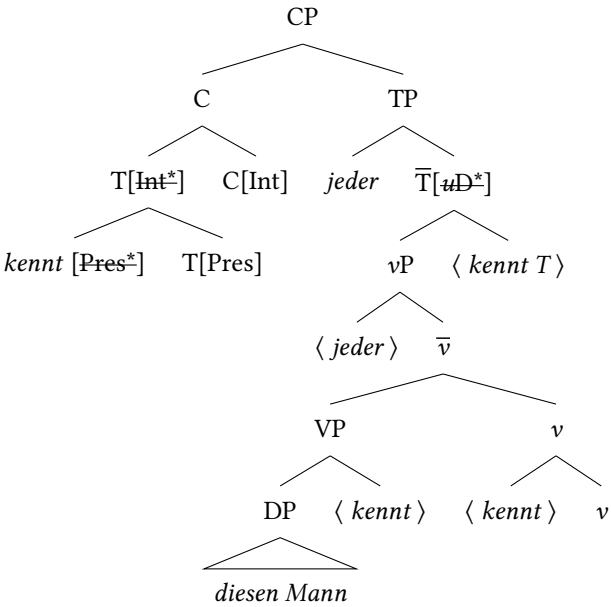 CP
C TP
T[Int*] C[Int] jeder T̅[uD*]
kennt [Pres*] T[Pres] vP ⟨ kennt T ⟩
⟨ jeder ⟩ v̅
VP v
DP ⟨ kennt ⟩ ⟨ kennt ⟩ v
diesen Mann